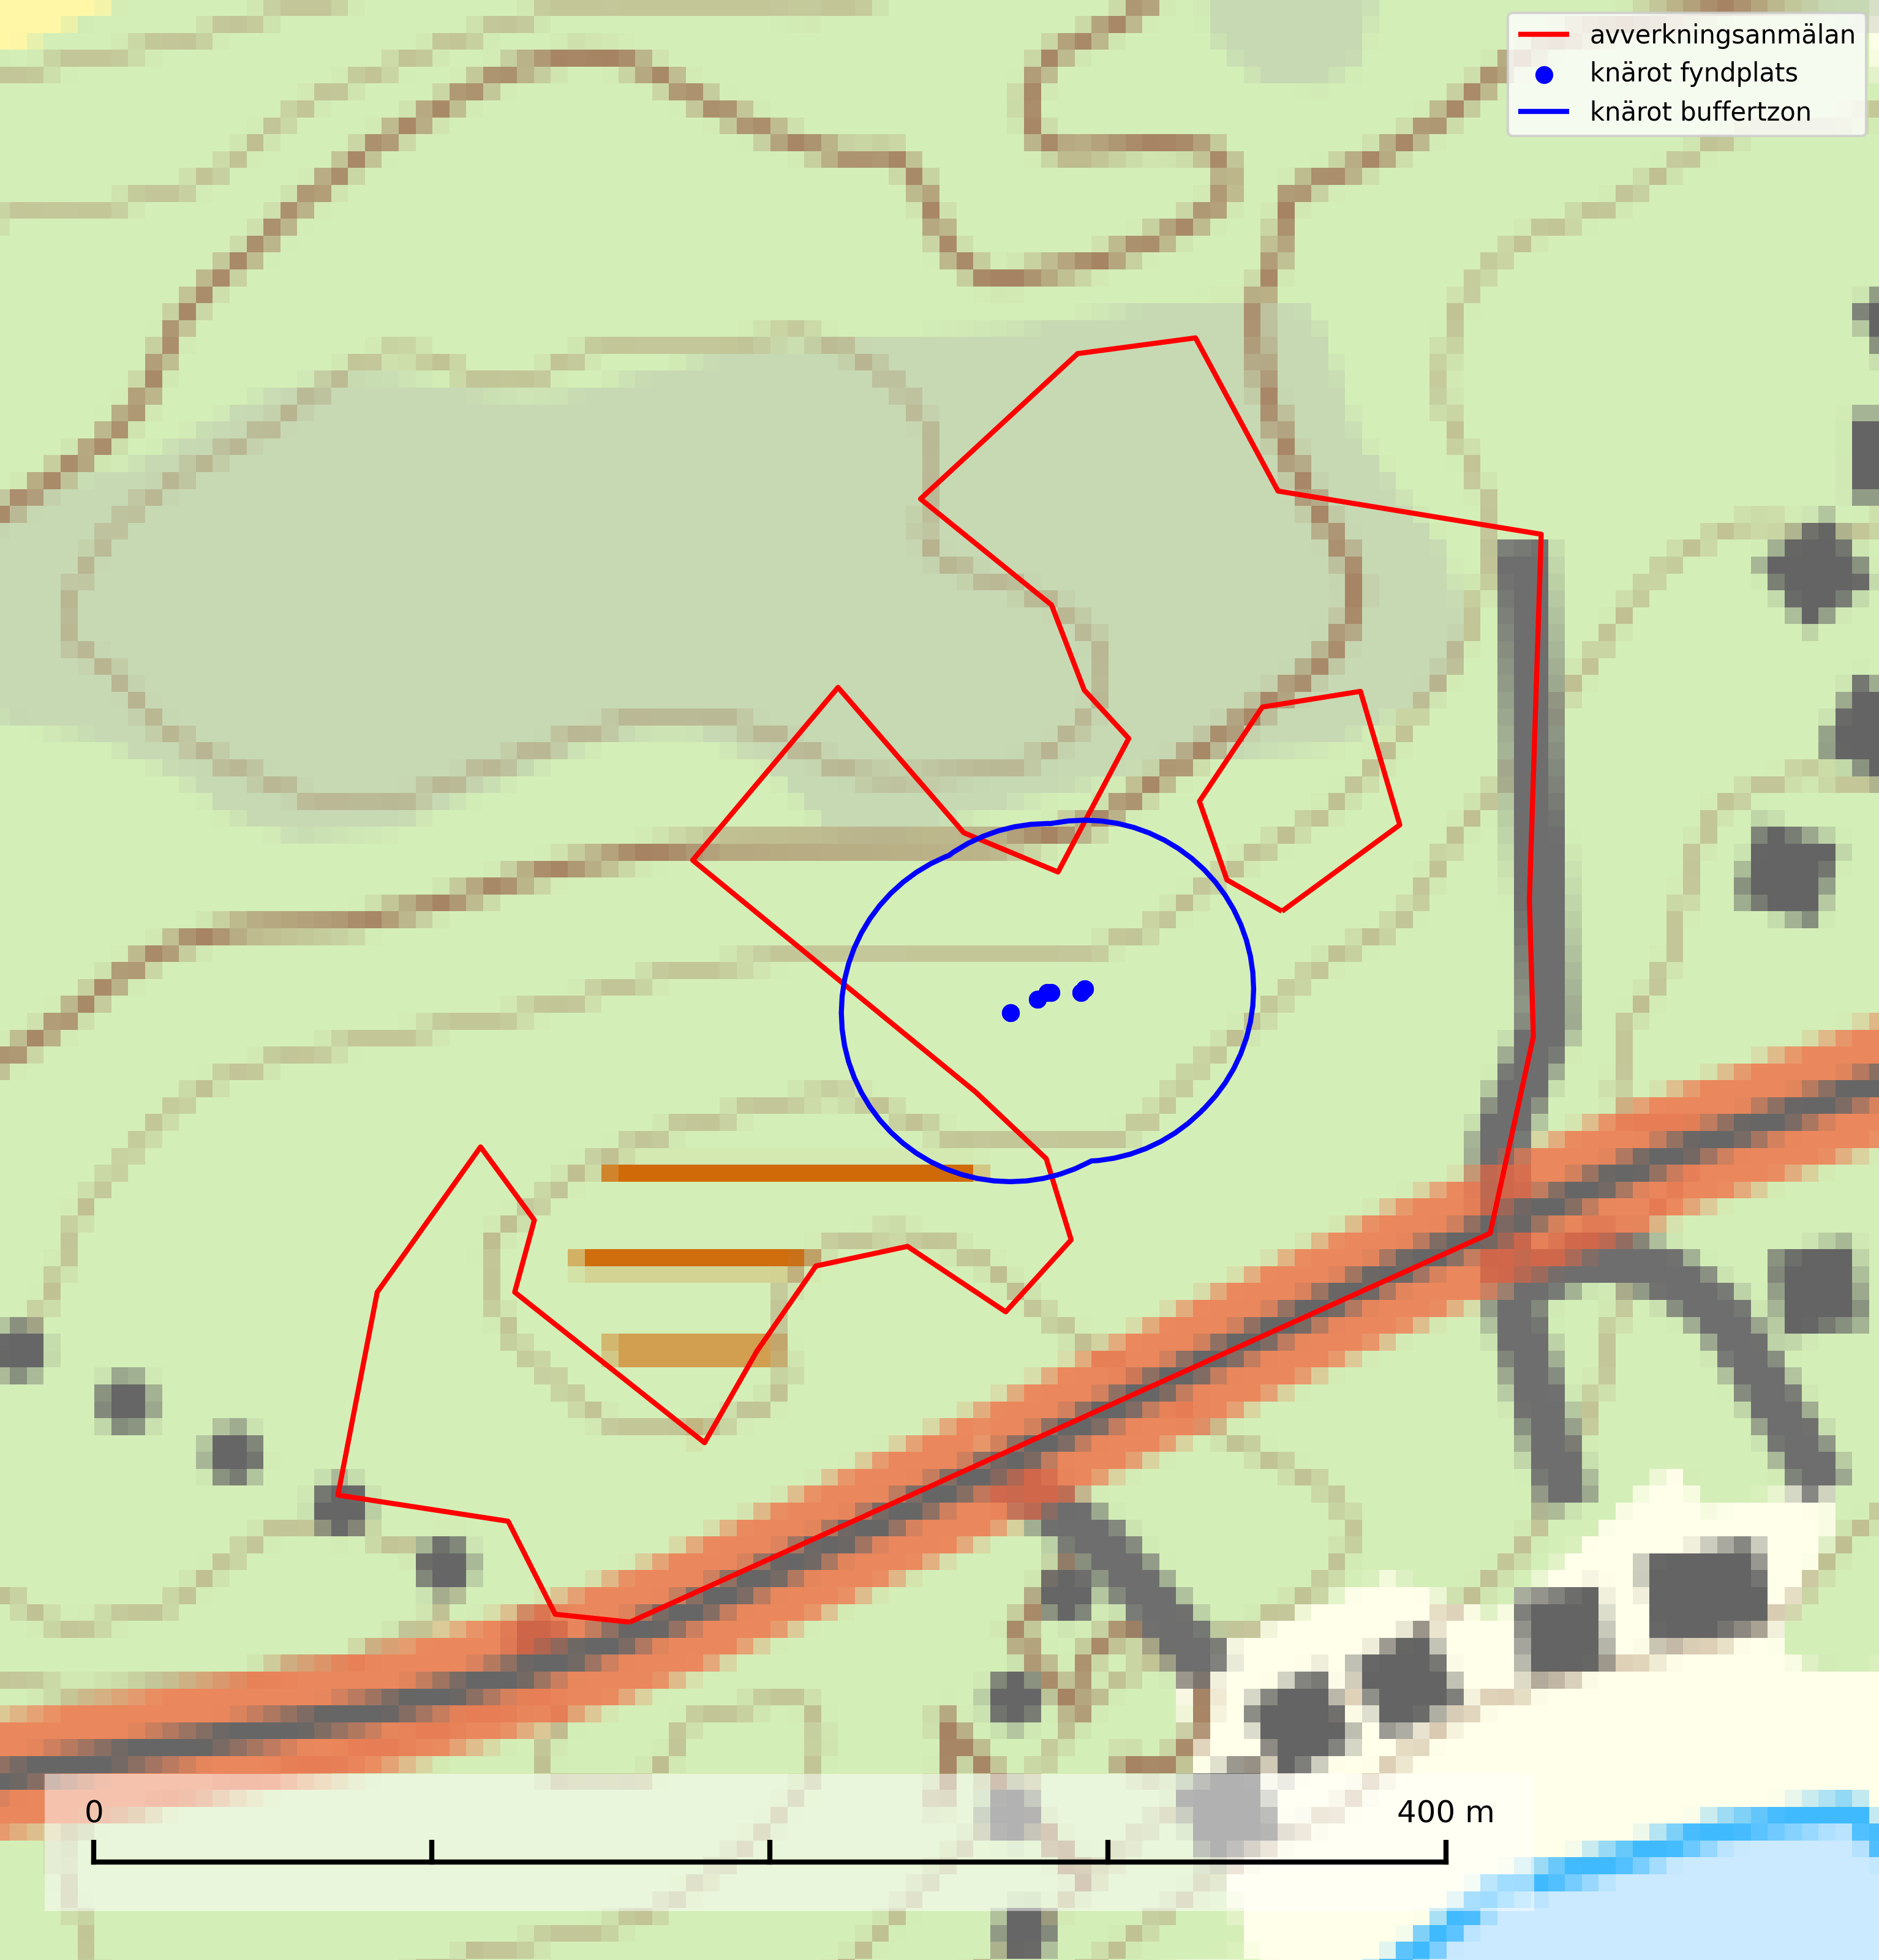 avverkningsanmälan
knärot fyndplats
knärot buffertzon
0
400 m